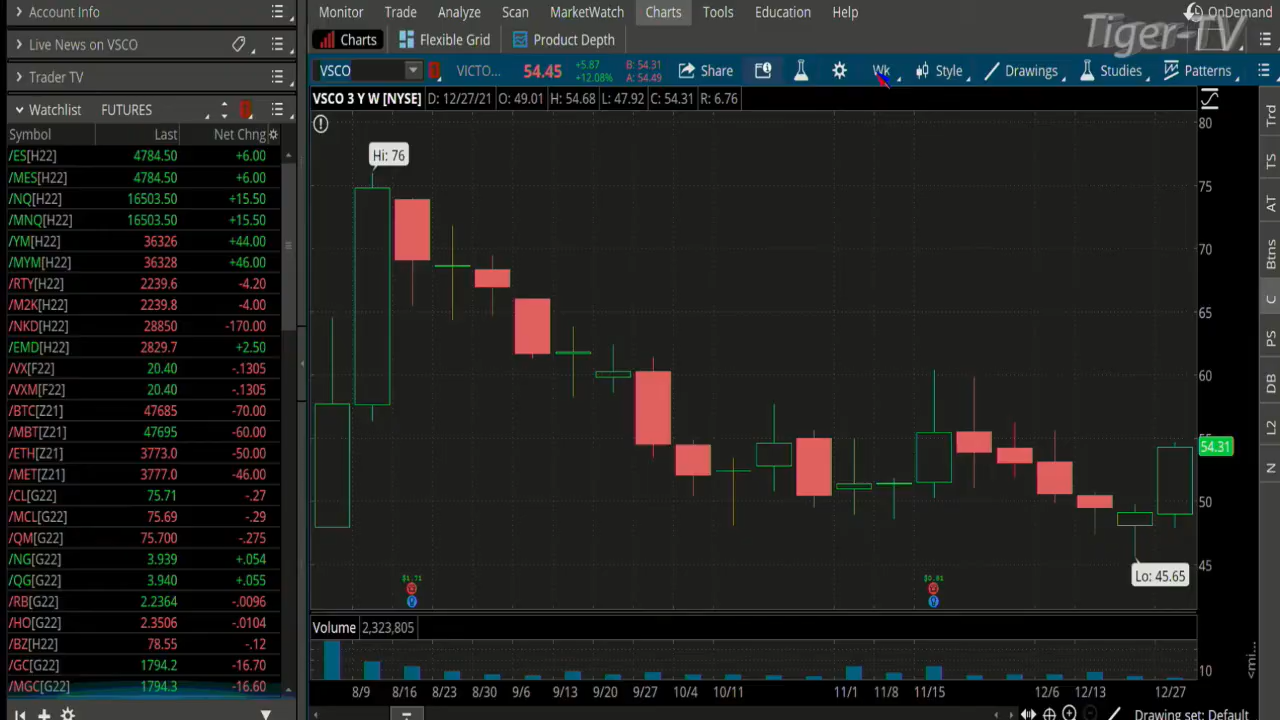 Account Info
Live News on VSCO
Trader TV
Watchlist FUTURES
Symbol Last Net Chng
/ES[H22] 4784.50 +6.00
/MES[H22] 4784.50 +6.00
/NQ[H22] 16503.50 +15.50
/MNQ[H22] 16503.50 +15.50
/YM[H22] 36326 +44.00
/MYM[H22] 36328 +46.00
/RTY[H22] 2239.6 -4.20
/M2K[H22] 2239.8 -4.00
/NKD[H22] 28850 -170.00
/EMD[H22] 2829.7 +2.50
/VX[F22] 20.40 -.1305
/VXM[F22] 20.40 -.1305
/BTC[Z21] 47685 -70.00
/MBT[Z21] 47695 -60.00
/ETH[Z21] 3773.0 -50.00
/MET[Z21] 3777.0 -46.00
/CL[G22] 75.71 -.27
/MCL[G22] 75.69 -.29
/QM[G22] 75.700 -.275
/NG[G22] 3.939 +.054
/QG[G22] 3.940 +.055
/RB[G22] 2.2364 -.0096
/HO[G22] 2.3506 -.0104
/BZ[H22] 78.55 -.12
/GC[G22] 1794.2 -16.70
/MGC[G22] 1794.3 -16.60
Monitor Trade Analyze Scan MarketWatch Charts Tools Education Help
OnDemand
Tiger-TV
Charts Flexible Grid Product Depth
VSCO VICTO... 54.45 +5.87 +12.08% B: 54.31 A: 54.49 Share Wk Style Drawings Studies Patterns
VSCO 3 Y W [NYSE] D: 12/27/21 O: 49.01 H: 54.68 L: 47.92 C: 54.31 R: 6.76
Hi: 76
80
75
70
65
60
55
54.31
50
45
Lo: 45.65
$1.71
$0.81
Volume 2,323,805
10
8/9 8/16 8/23 8/30 9/6 9/13 9/20 9/27 10/4 10/11 11/1 11/8 11/15 12/6 12/13 12/27
Drawing set: Default
Trd
TS
AT
Btns
C
PS
DB
L2
N
<mi...